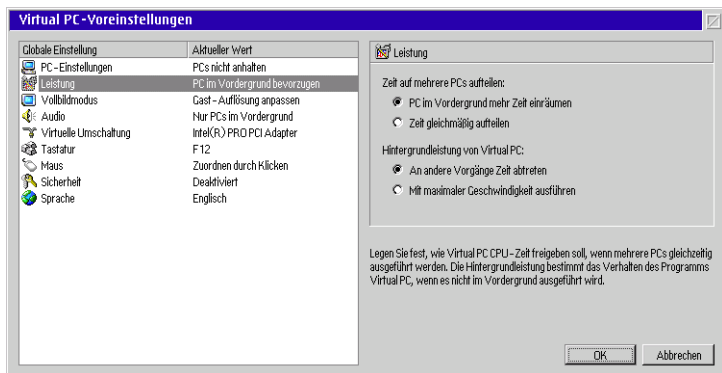 Virtual PC-Voreinstellungen
Globale Einstellung Aktueller Wert
PC-Einstellungen PCs nicht anhalten
Leistung PC im Vordergrund bevorzugen
Vollbildmodus Gast-Auflösung anpassen
Audio Nur PCs im Vordergrund
Virtuelle Umschaltung Intel(R) PRO PCI Adapter
Tastatur F12
Maus Zuordnen durch Klicken
Sicherheit Deaktiviert
Sprache Englisch
Leistung
Zeit auf mehrere PCs aufteilen:
PC im Vordergrund mehr Zeit einräumen
Zeit gleichmäßig aufteilen
Hintergrundleistung von Virtual PC:
An andere Vorgänge Zeit abtreten
Mit maximaler Geschwindigkeit ausführen
Legen Sie fest, wie Virtual PC CPU-Zeit freigeben soll, wenn mehrere PCs gleichzeitig
ausgeführt werden. Die Hintergrundleistung bestimmt das Verhalten des Programms
Virtual PC, wenn es nicht im Vordergrund ausgeführt wird.
OK Abbrechen